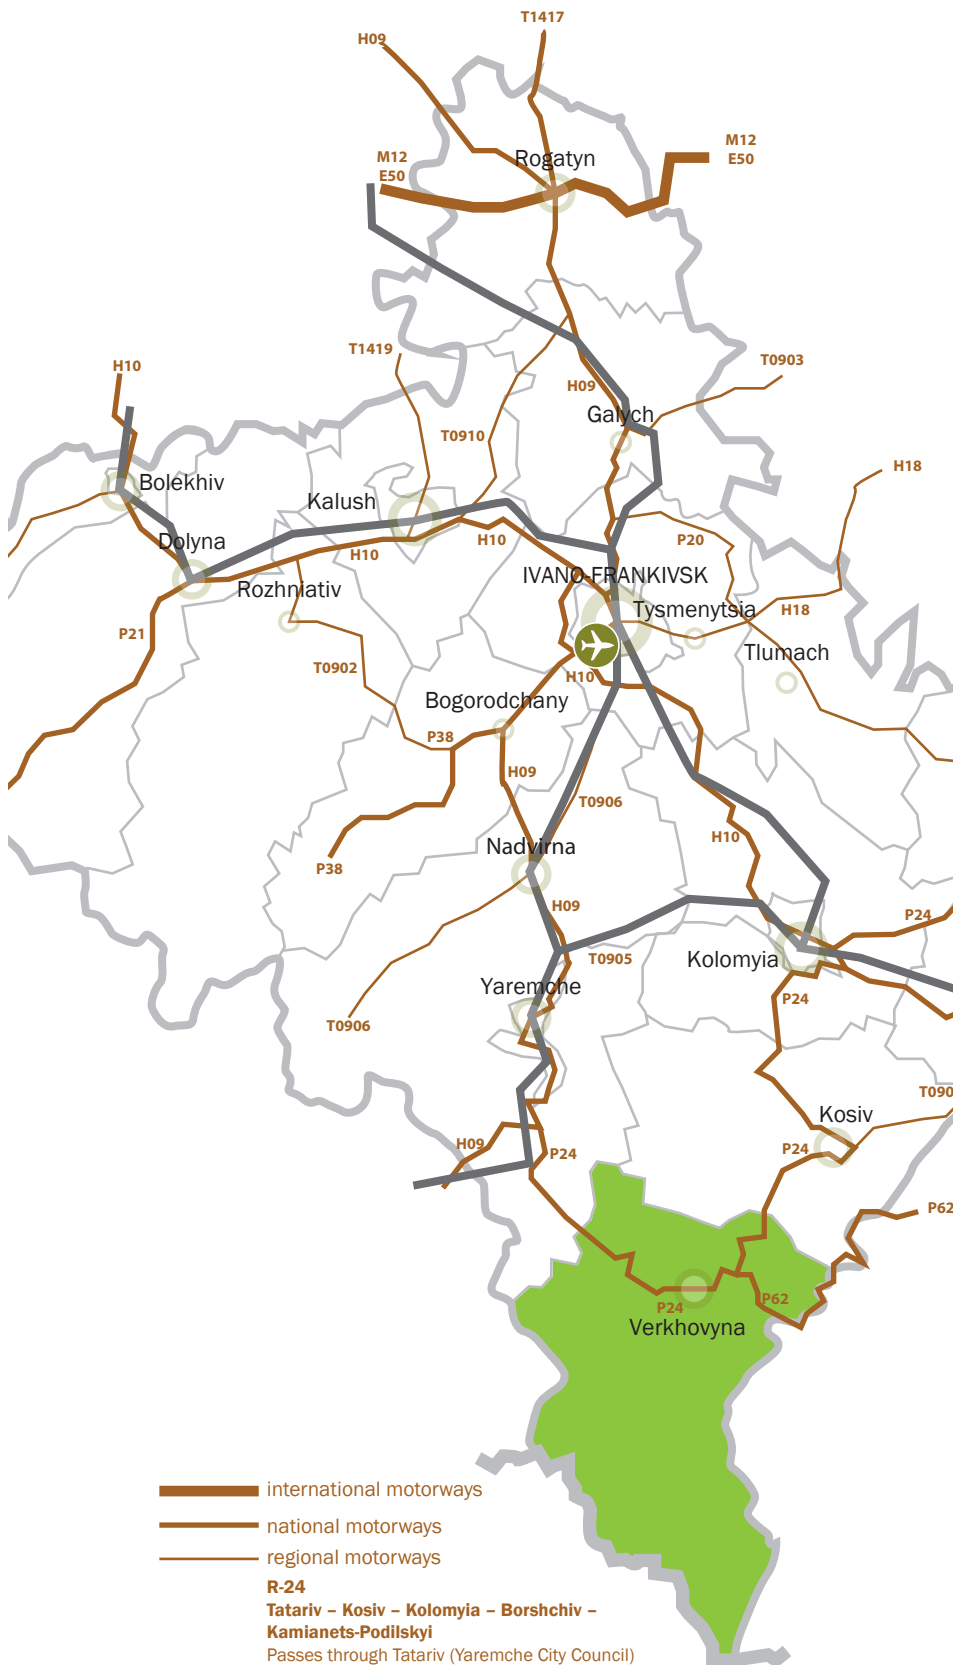 T1417
H09
M12
E50
Rogatyn
M12
E50
T1419
H10
H09
T0903
Galych
T0910
H18
Bolekhiv
Kalush
Dolyna
H10
H10
P20
IVANO-FRANKIVSK
Rozhniativ
Tysmenytsia
H18
P21
T0902
Tlumach
H10
Bogorodchany
P38
H09
T0906
H10
Nadvirna
P38
H09
P24
T0905
Kolomyia
Yaremche
P24
T0906
T090
Kosiv
H09
P24
P24
P62
P24
P62
Verkhovyna
international motorways
national motorways
regional motorways
R-24
Tatariv – Kosiv – Kolomyia – Borshchiv –
Kamianets-Podilskyi
Passes through Tatariv (Yaremche City Council)